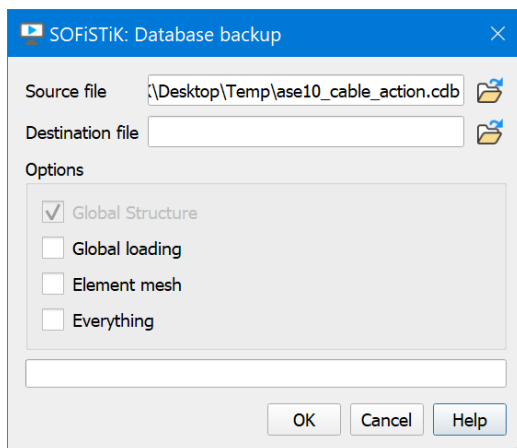 SOFiSTiK: Database backup
Source file :\Desktop\Temp\ase10_cable_action.cdb
Destination file
Options
Global Structure
Global loading
Element mesh
Everything
OK Cancel Help